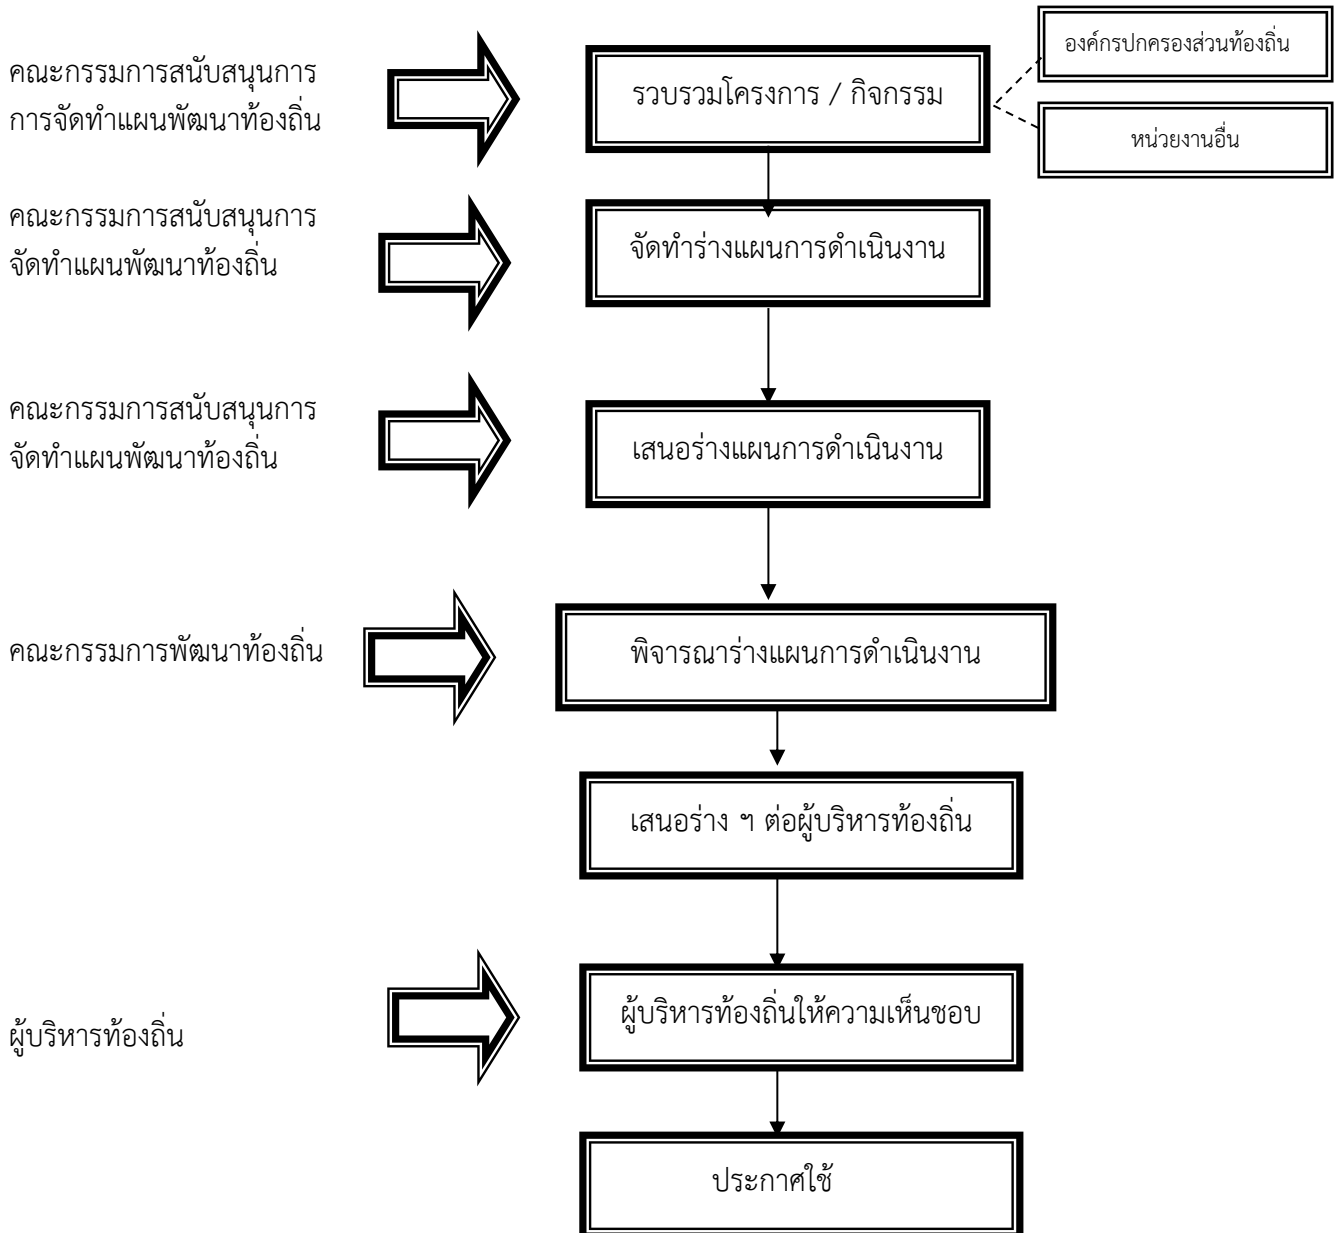 องค์กรปกครองส่วนท้องถิ่น
คณะกรรมการสนับสนุนการ
การจัดทำแผนพัฒนาท้องถิ่น
รวบรวมโครงการ / กิจกรรม
หน่วยงานอื่น
คณะกรรมการสนับสนุนการ
จัดทำแผนพัฒนาท้องถิ่น
จัดทำร่างแผนการดำเนินงาน
คณะกรรมการสนับสนุนการ
จัดทำแผนพัฒนาท้องถิ่น
เสนอร่างแผนการดำเนินงาน
คณะกรรมการพัฒนาท้องถิ่น
พิจารณาร่างแผนการดำเนินงาน
เสนอร่าง ฯ ต่อผู้บริหารท้องถิ่น
ผู้บริหารท้องถิ่น
ผู้บริหารท้องถิ่นให้ความเห็นชอบ
ประกาศใช้